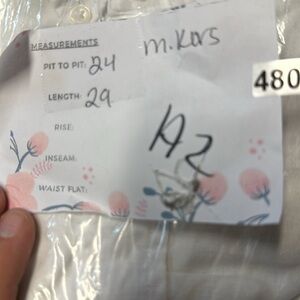 MEASUREMENTS
M.Kors
PIT TO PIT: 24
480
LENGTH: 29
RISE:
A2
INSEAM:
WAIST FLAT: